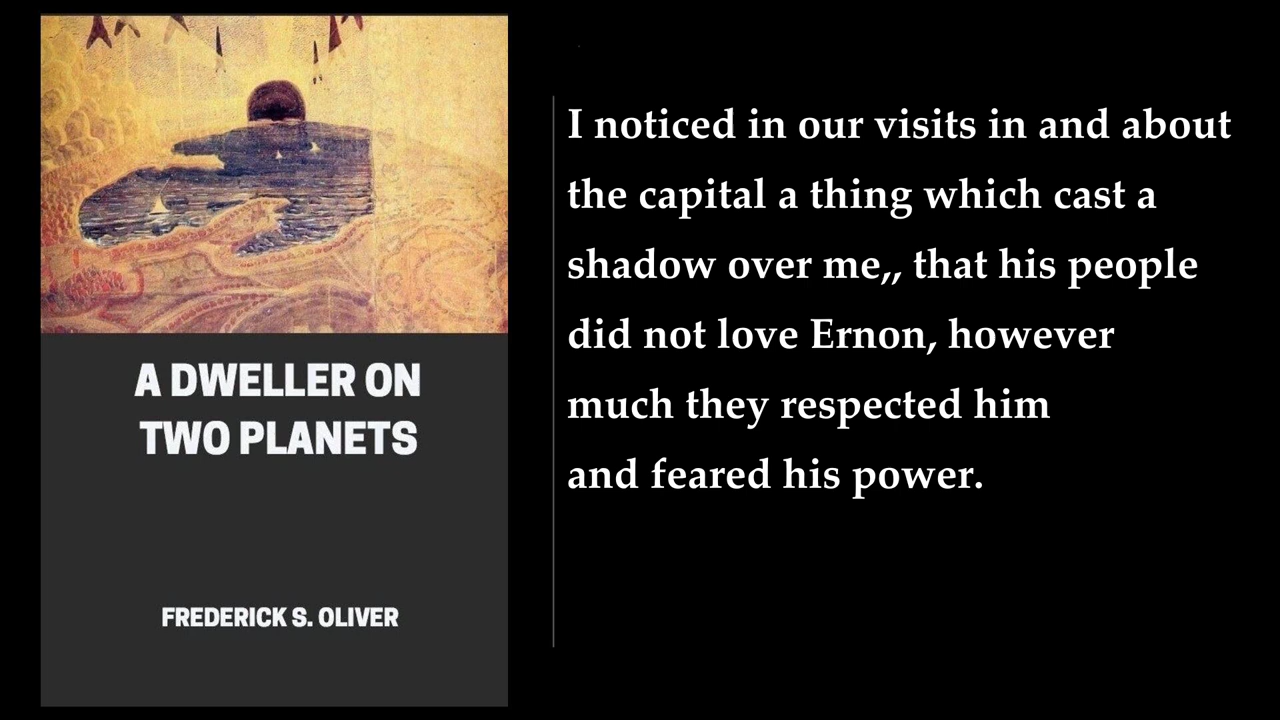 A DWELLER ON
TWO PLANETS
FREDERICK S. OLIVER
I noticed in our visits in and about
the capital a thing which cast a
shadow over me,, that his people
did not love Ernon, however
much they respected him
and feared his power.